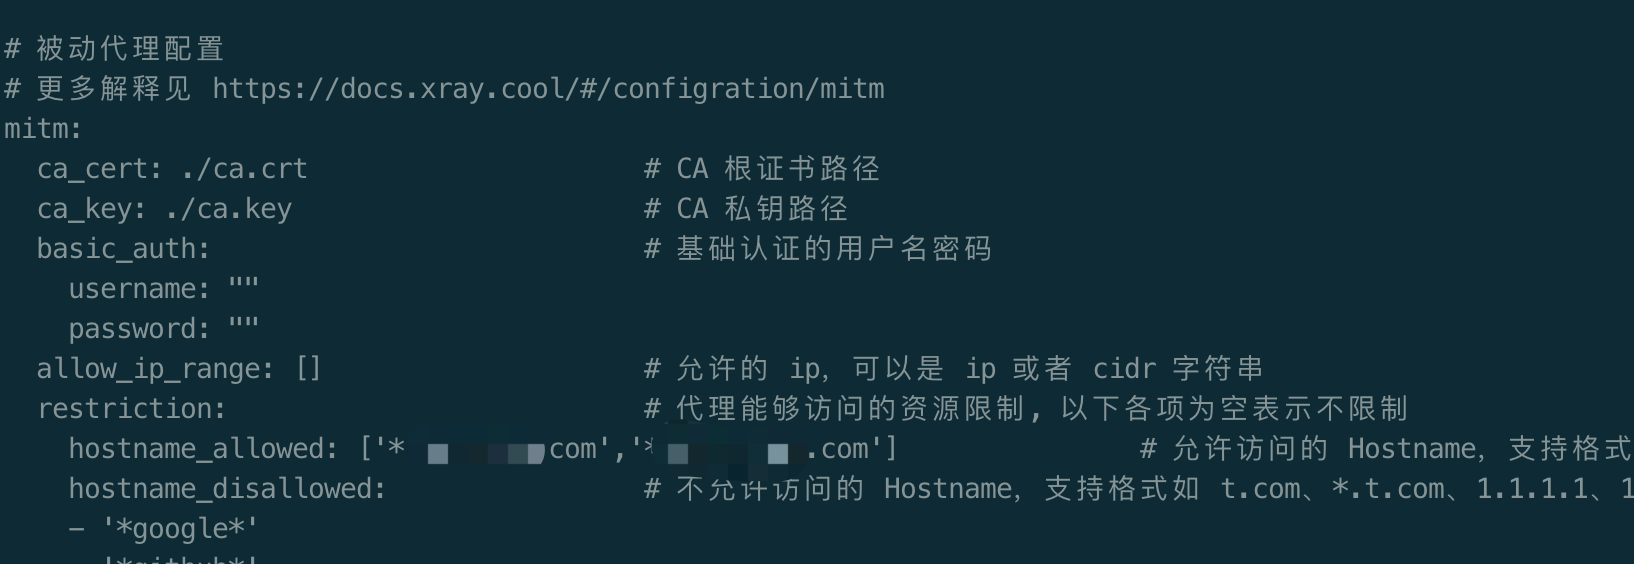 # 被动代理配置
# 更多解释见 https://docs.xray.cool/#/configration/mitm
mitm:
  ca_cert: ./ca.crt                     # CA 根证书路径
  ca_key: ./ca.key                      # CA 私钥路径
  basic_auth:                           # 基础认证的用户名密码
    username: ""
    password: ""
  allow_ip_range: []                    # 允许的 ip，可以是 ip 或者 cidr 字符串
  restriction:                          # 代理能够访问的资源限制, 以下各项为空表示不限制
    hostname_allowed: ['* com','* .com']               # 允许访问的 Hostname，支持格式
    hostname_disallowed:                # 不允许访问的 Hostname，支持格式如 t.com、*.t.com、1.1.1.1、1
    - '*google*'